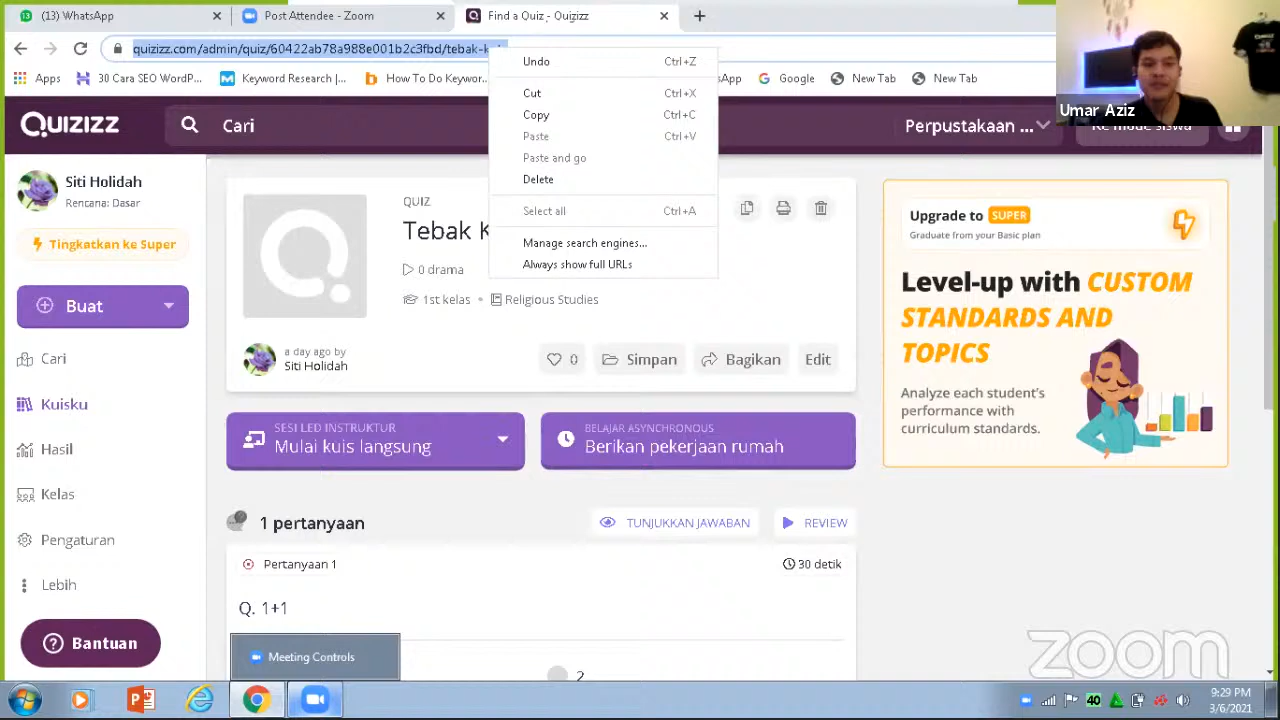 (13) WhatsApp
Post Attendee - Zoom
Find a Quiz - Quizizz
quizizz.com/admin/quiz/60422ab78a988e001b2c3fbd/tebak-k
Apps
30 Cara SEO WordP...
Keyword Research |...
How To Do Keywor...
Google
New Tab
New Tab
Undo Ctrl+Z
Cut Ctrl+X
Copy Ctrl+C
Paste Ctrl+V
Paste and go
Delete
Select all Ctrl+A
Manage search engines...
Always show full URLs
Umar Aziz
Quizizz
Cari
Perpustakaan ...
Ke mode siswa
Siti Holidah
Rencana: Dasar
Tingkatkan ke Super
Buat
Cari
Kuisku
Hasil
Kelas
Pengaturan
Lebih
Bantuan
QUIZ
Tebak K
0 drama
1st kelas • Religious Studies
a day ago by
Siti Holidah
0
Simpan
Bagikan
Edit
SESI LED INSTRUKTUR
Mulai kuis langsung
BELAJAR ASYNCHRONOUS
Berikan pekerjaan rumah
1 pertanyaan
TUNJUKKAN JAWABAN
REVIEW
Pertanyaan 1
30 detik
Q. 1+1
2
Upgrade to SUPER
Graduate from your Basic plan
Level-up with CUSTOM
STANDARDS AND
TOPICS
Analyze each student's
performance with
curriculum standards.
Meeting Controls
zoom
40
9:29 PM
3/6/2021